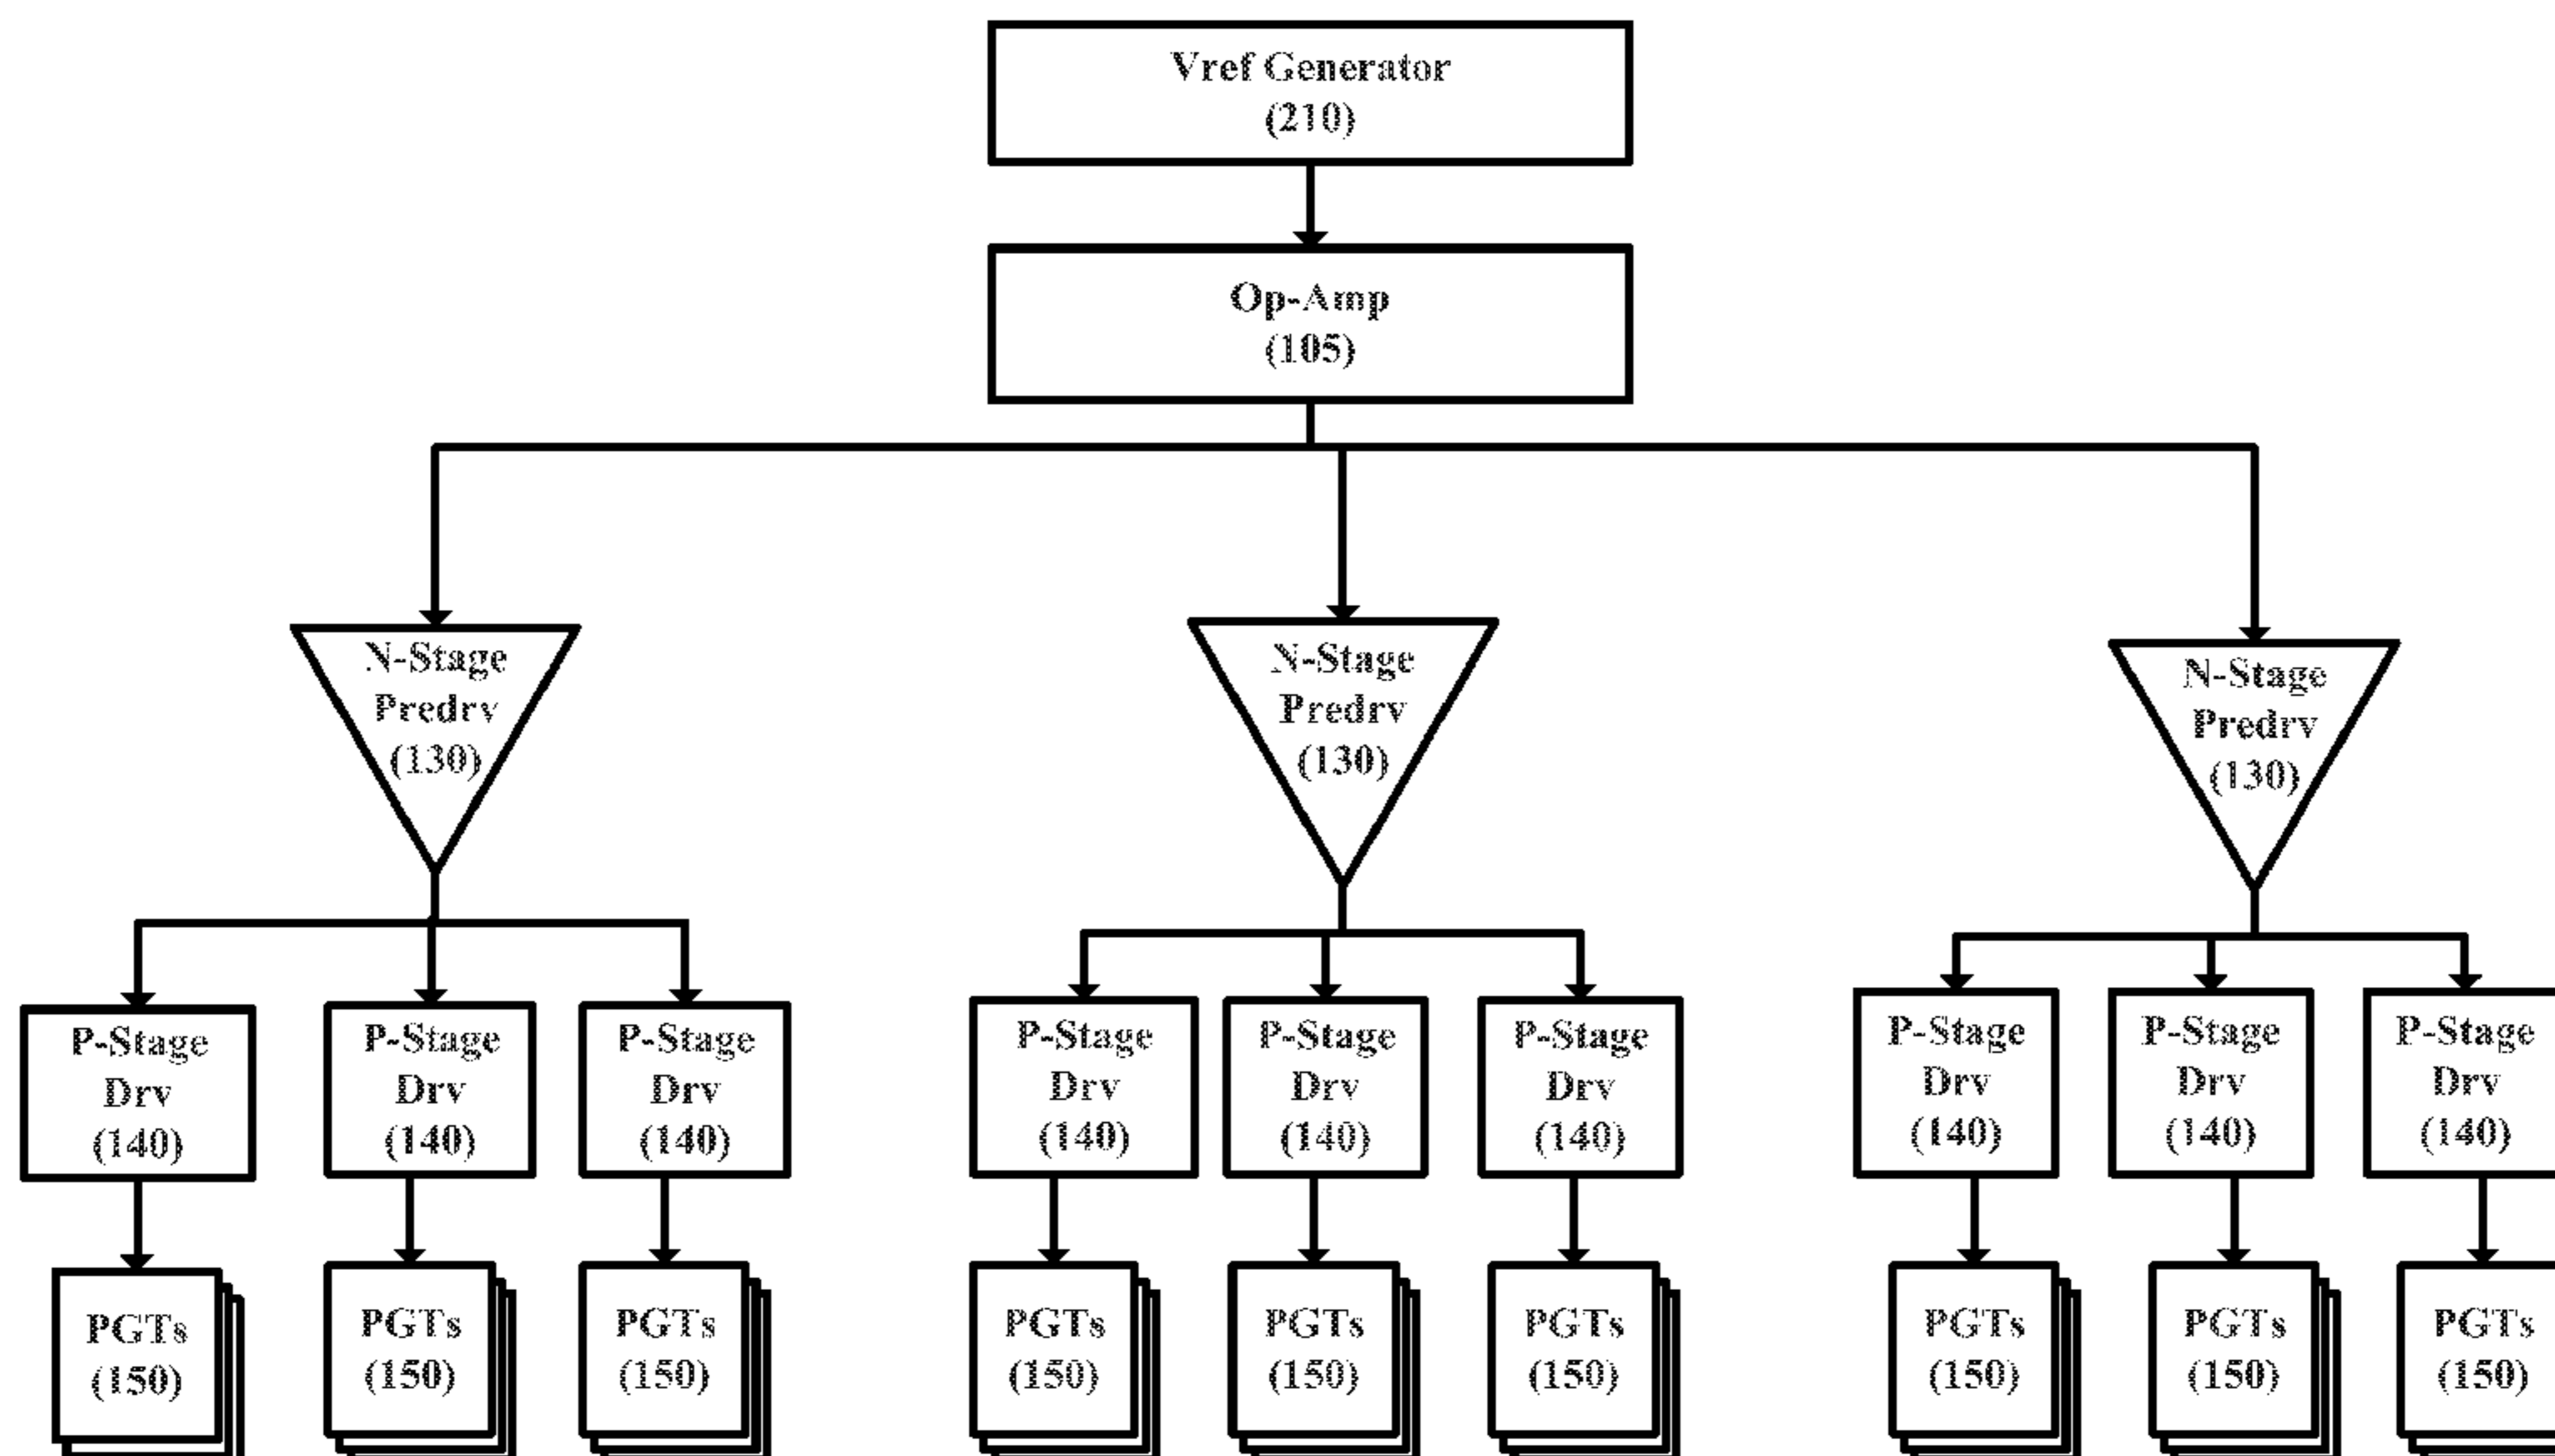 Vref Generator
(210)
Op-Amp
(105)
N-Stage
Predrv
(130)
N-Stage
Predrv
(130)
N-Stage
Predrv
(130)
P-Stage
Drv
(140)
P-Stage
Drv
(140)
P-Stage
Drv
(140)
P-Stage
Drv
(140)
P-Stage
Drv
(140)
P-Stage
Drv
(140)
P-Stage
Drv
(140)
P-Stage
Drv
(140)
P-Stage
Drv
(140)
PGTs
(150)
PGTs
(150)
PGTs
(150)
PGTs
(150)
PGTs
(150)
PGTs
(150)
PGTs
(150)
PGTs
(150)
PGTs
(150)